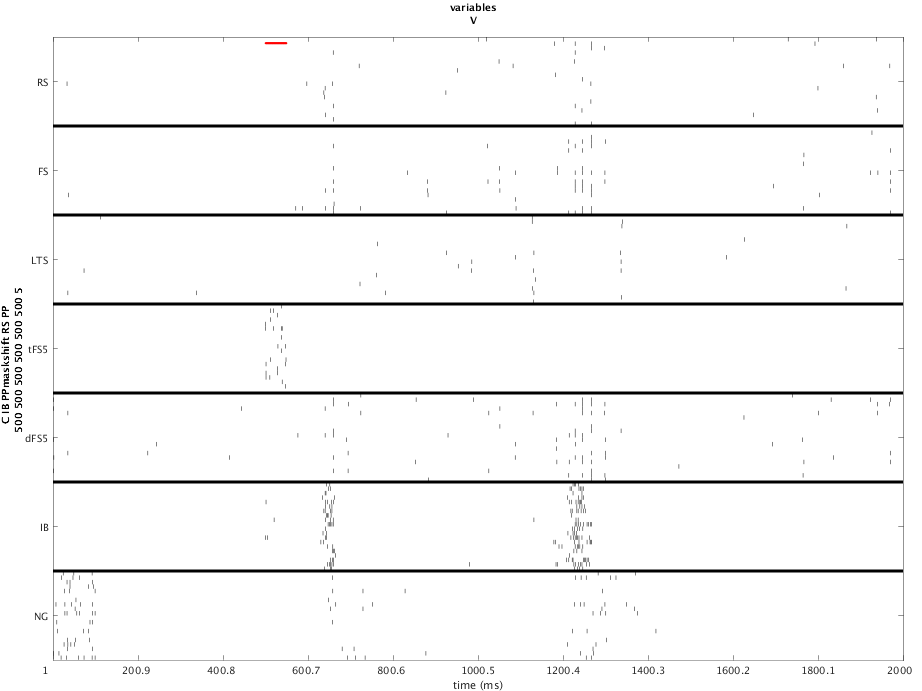 variables
V
RS
FS
LTS
tFS5
dFS5
IB
NG
C IB PPmaskshift RS PP
500 500 500 500 500 5
1
200.9
400.8
600.7
800.6
1000.5
1200.4
1400.3
1600.2
1800.1
2000
time (ms)